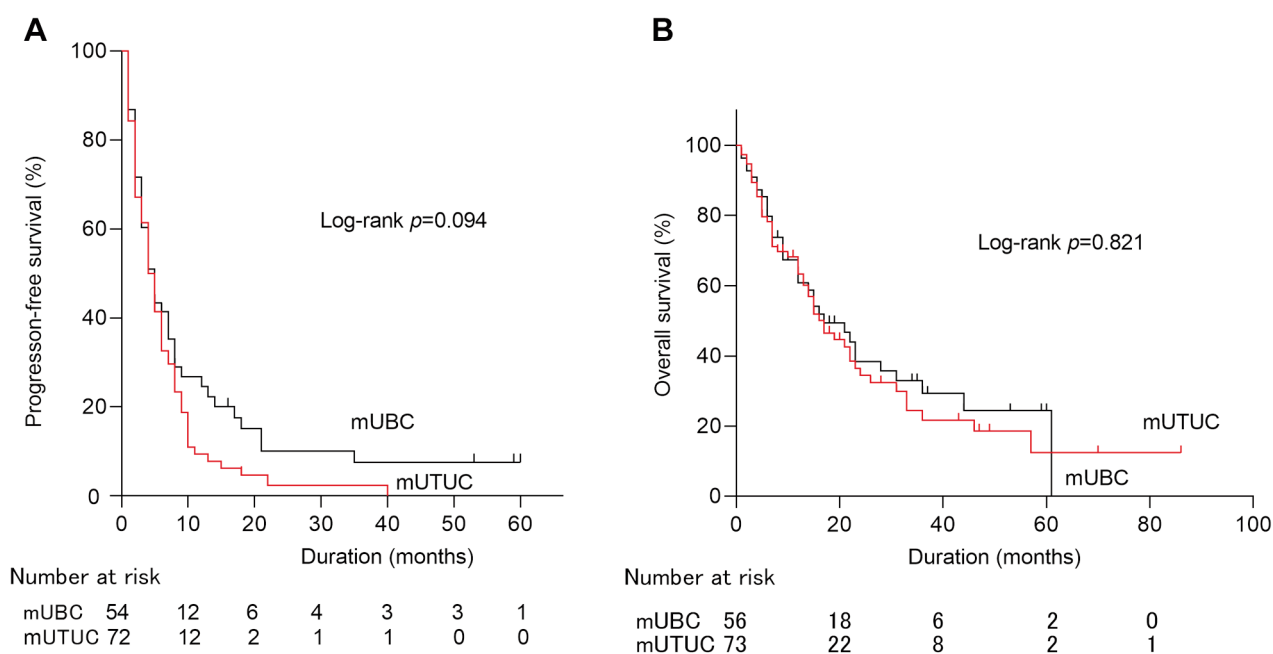 A
100
80
60
40
20
0
Progresson-free survival (%)
Log-rank p=0.094
mUBC
mUTUC
0 10 20 30 40 50 60
Duration (months)
Number at risk
mUBC 54 12 6 4 3 3 1
mUTUC 72 12 2 1 1 0 0
B
100
80
60
40
20
0
Overall survival (%)
Log-rank p=0.821
mUTUC
mUBC
0 20 40 60 80 100
Duration (months)
Number at risk
mUBC 56 18 6 2 0
mUTUC 73 22 8 2 1